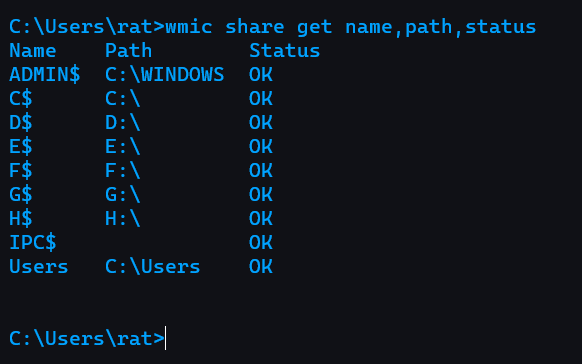 C:\Users\rat>wmic share get name,path,status
Name    Path        Status
ADMIN$  C:\WINDOWS  OK
C$      C:\         OK
D$      D:\         OK
E$      E:\         OK
F$      F:\         OK
G$      G:\         OK
H$      H:\         OK
IPC$                OK
Users   C:\Users    OK
C:\Users\rat>